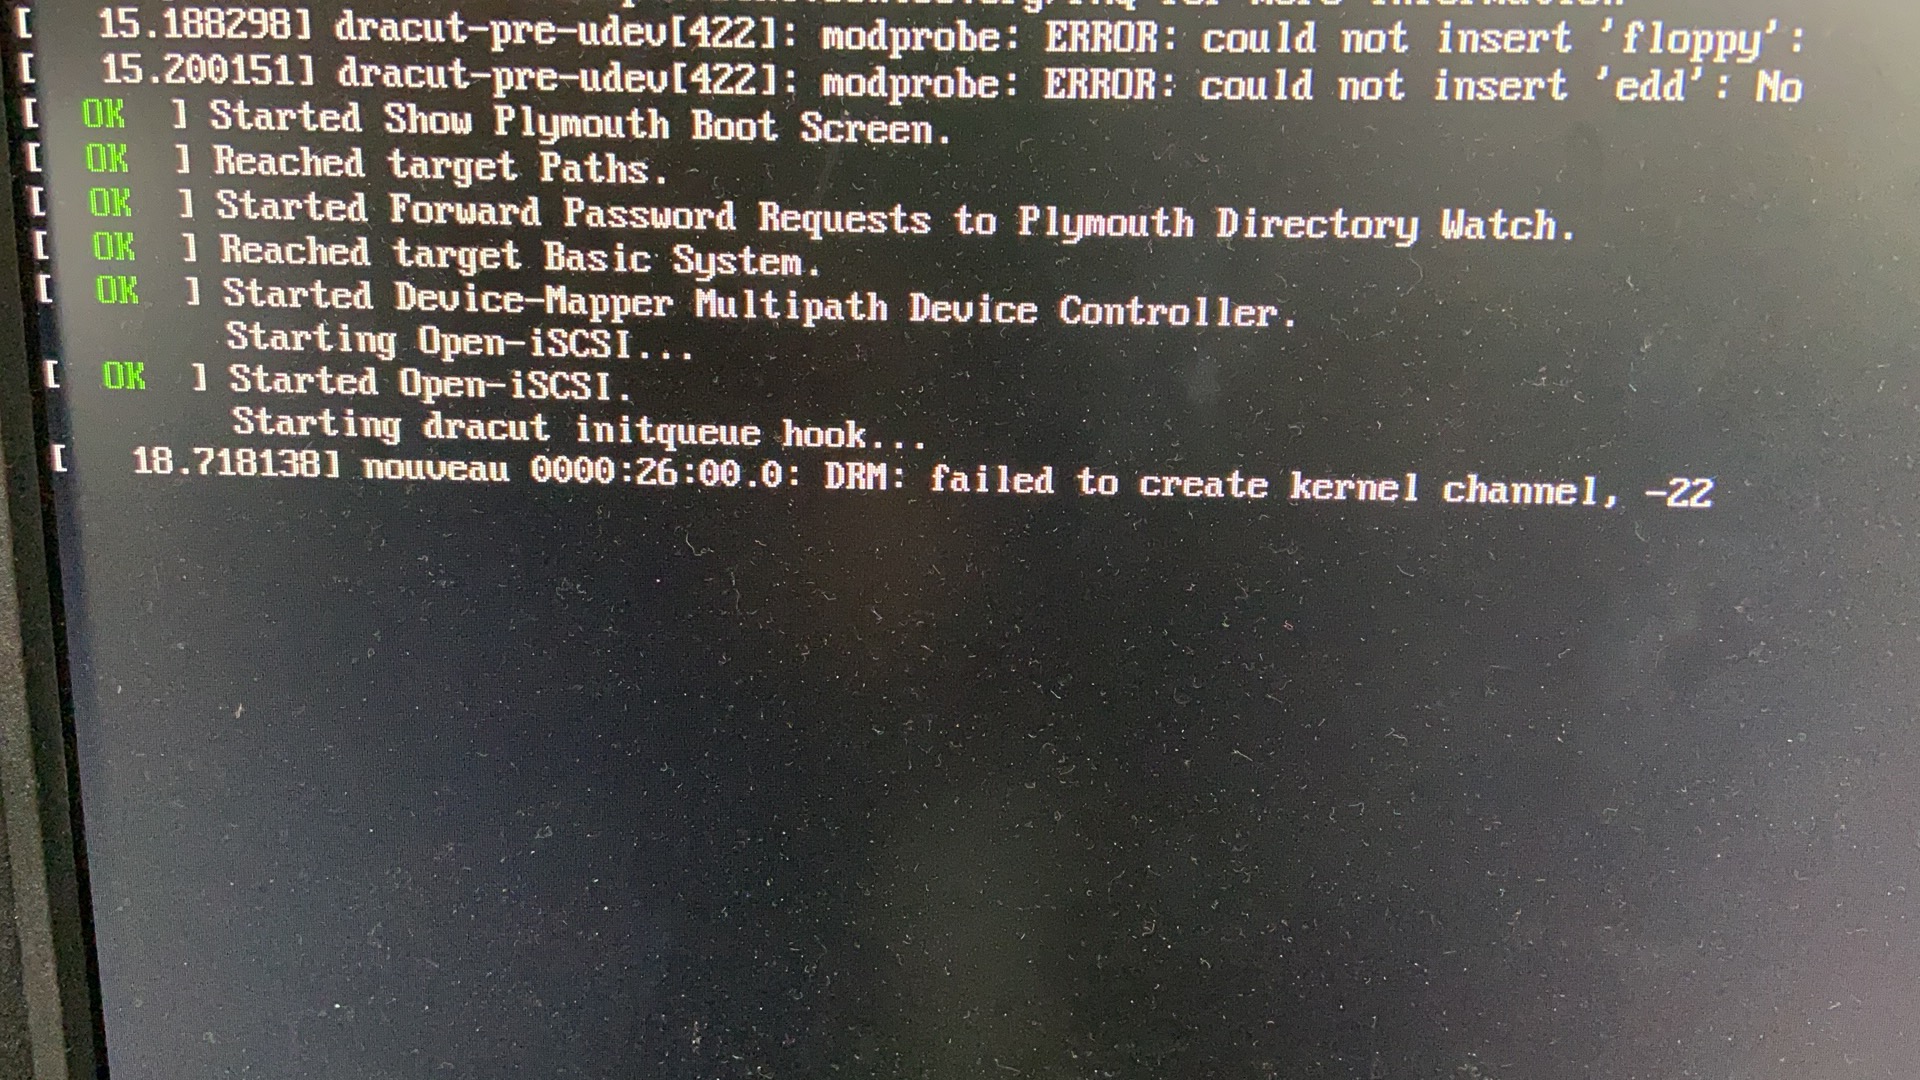 for more information
[   15.188298] dracut-pre-udev[422]: modprobe: ERROR: could not insert 'floppy':
[   15.200151] dracut-pre-udev[422]: modprobe: ERROR: could not insert 'edd': No
[  OK  ] Started Show Plymouth Boot Screen.
[  OK  ] Reached target Paths.
[  OK  ] Started Forward Password Requests to Plymouth Directory Watch.
[  OK  ] Reached target Basic System.
[  OK  ] Started Device-Mapper Multipath Device Controller.
Starting Open-iSCSI...
[  OK  ] Started Open-iSCSI.
Starting dracut initqueue hook...
[   18.718138] nouveau 0000:26:00.0: DRM: failed to create kernel channel, -22